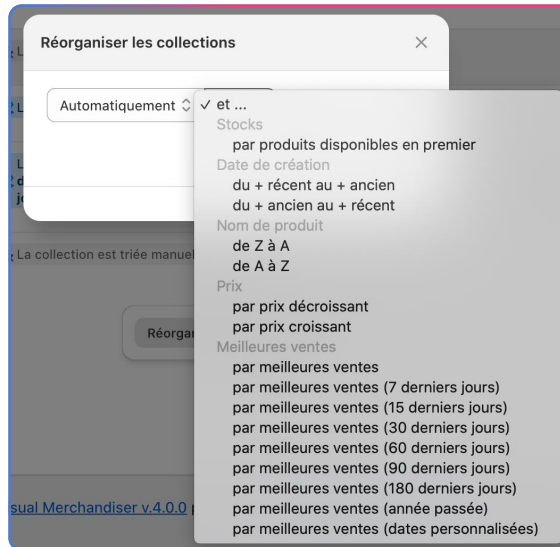 Réorganiser les collections
Automatiquement
✓ et ...
Stocks
par produits disponibles en premier
Date de création
du + récent au + ancien
du + ancien au + récent
Nom de produit
de Z à A
de A à Z
Prix
par prix décroissant
par prix croissant
Meilleures ventes
par meilleures ventes
par meilleures ventes (7 derniers jours)
par meilleures ventes (15 derniers jours)
par meilleures ventes (30 derniers jours)
par meilleures ventes (60 derniers jours)
par meilleures ventes (90 derniers jours)
par meilleures ventes (180 derniers jours)
par meilleures ventes (année passée)
par meilleures ventes (dates personnalisées)
La collection est triée manuel
Réorgar
sual Merchandiser v.4.0.0 p